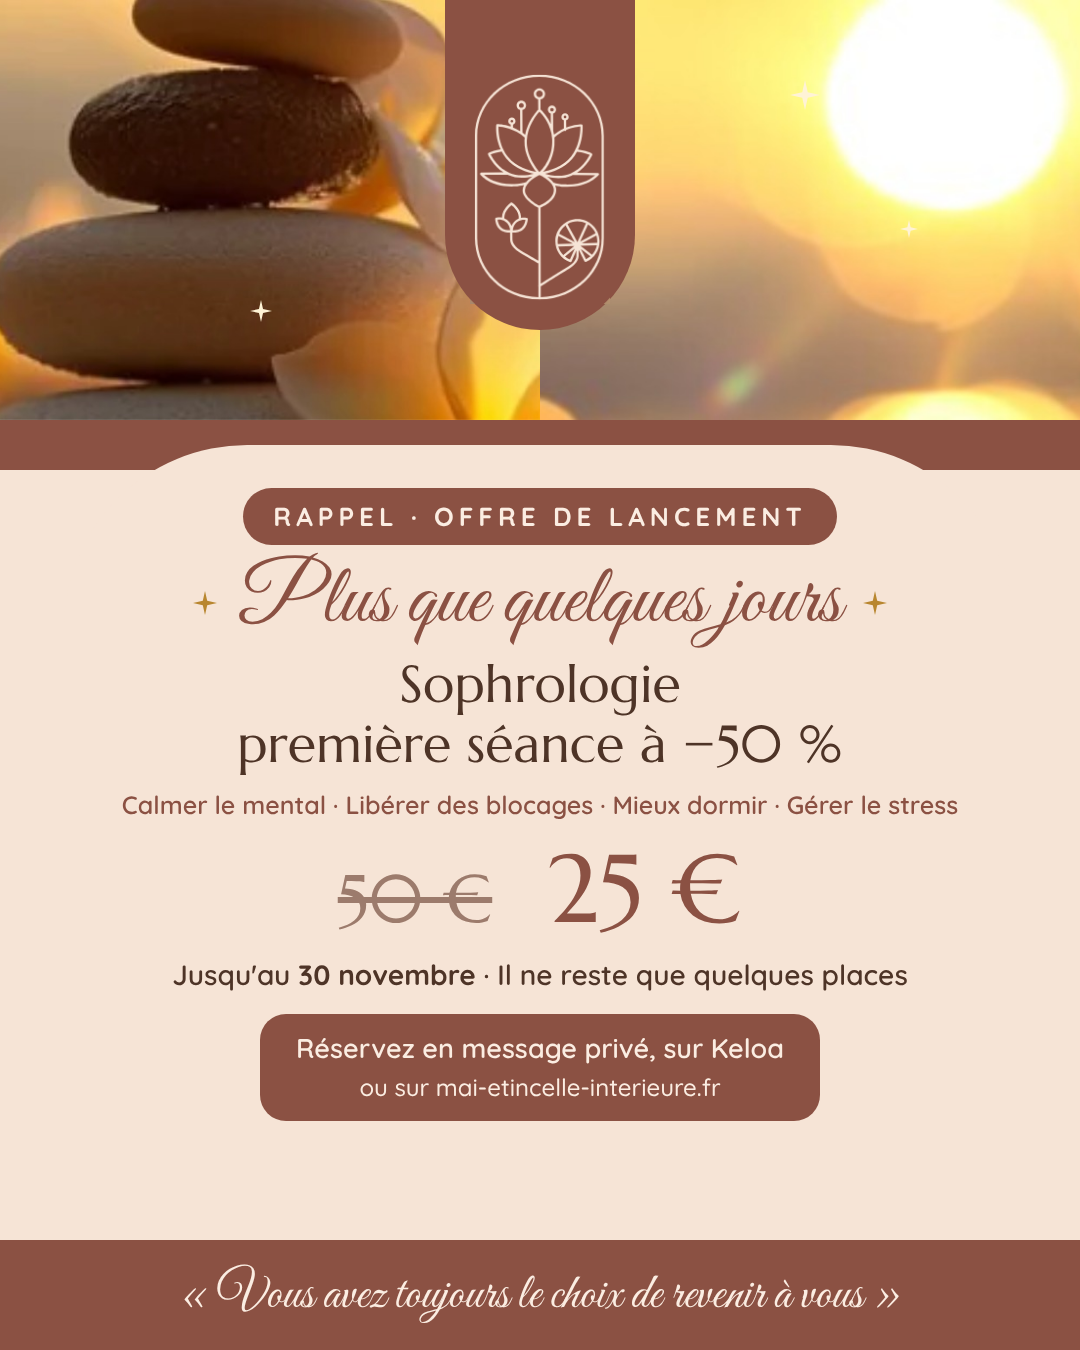 RAPPEL · OFFRE DE LANCEMENT
Plus que quelques jours
Sophrologie
première séance à –50 %
Calmer le mental · Libérer des blocages · Mieux dormir · Gérer le stress
50 € 25 €
Jusqu'au 30 novembre · Il ne reste que quelques places
Réservez en message privé, sur Keloa
ou sur mai-etincelle-interieure.fr
« Vous avez toujours le choix de revenir à vous »